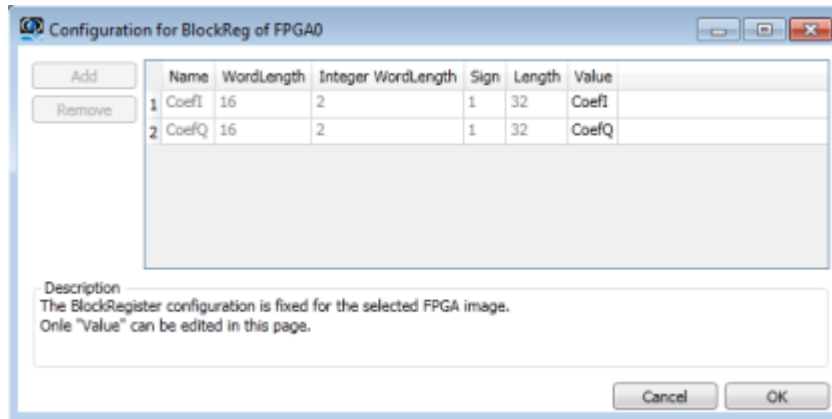 Configuration for BlockReg of FPGA0
Add
Remove
Name WordLength Integer WordLength Sign Length Value
1 CoefI 16 2 1 32 CoefI
2 CoefQ 16 2 1 32 CoefQ
Description
The BlockRegister configuration is fixed for the selected FPGA image.
Onle "Value" can be edited in this page.
Cancel OK